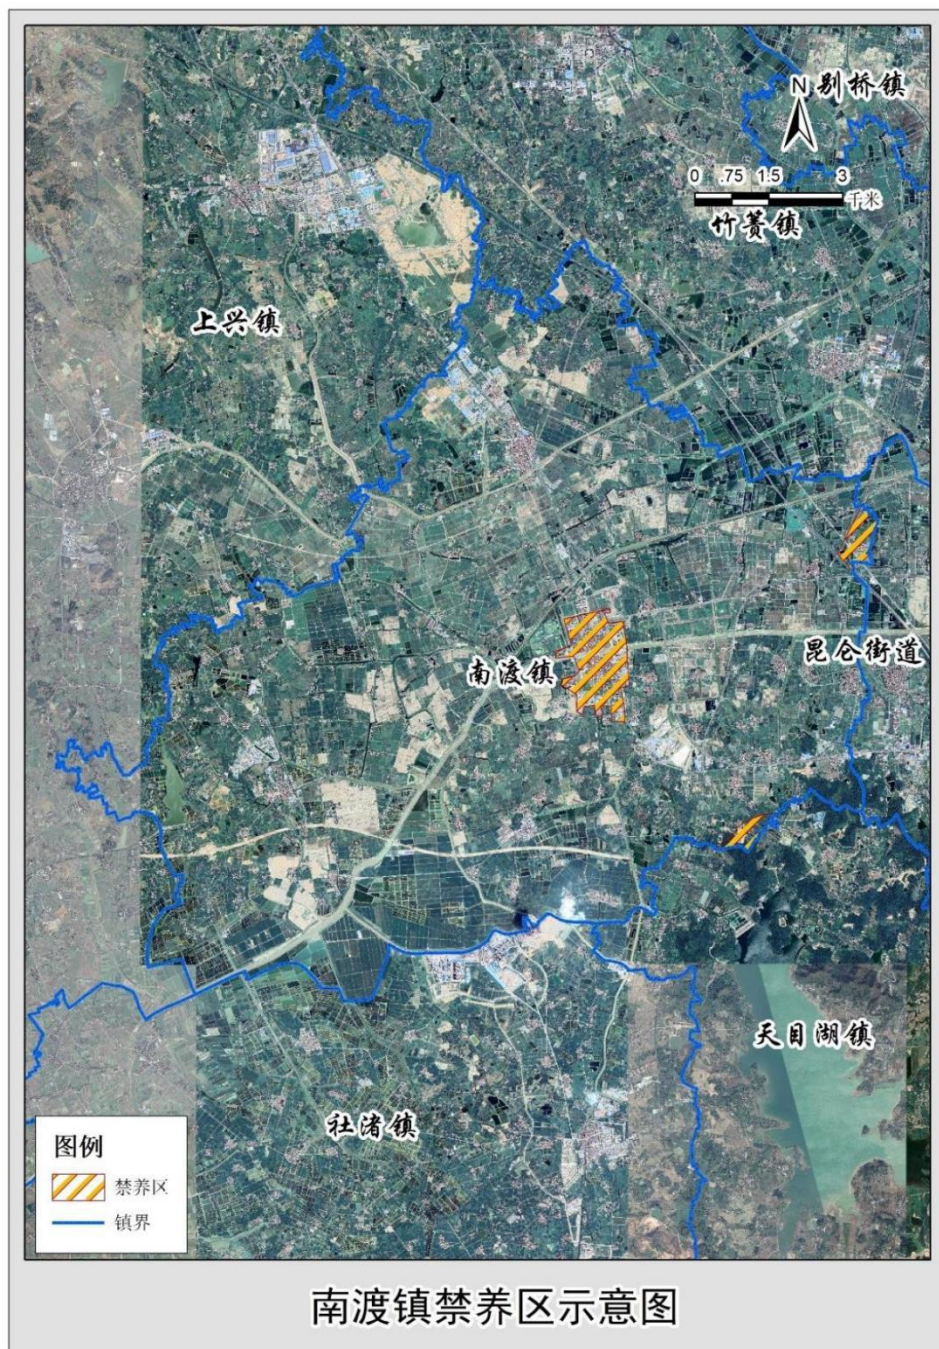 N 别桥镇
0 .75 1.5 3
千米
竹箦镇
上兴镇
昆仑街道
南渡镇
天目湖镇
社渚镇
图例
禁养区
镇界
南渡镇禁养区示意图